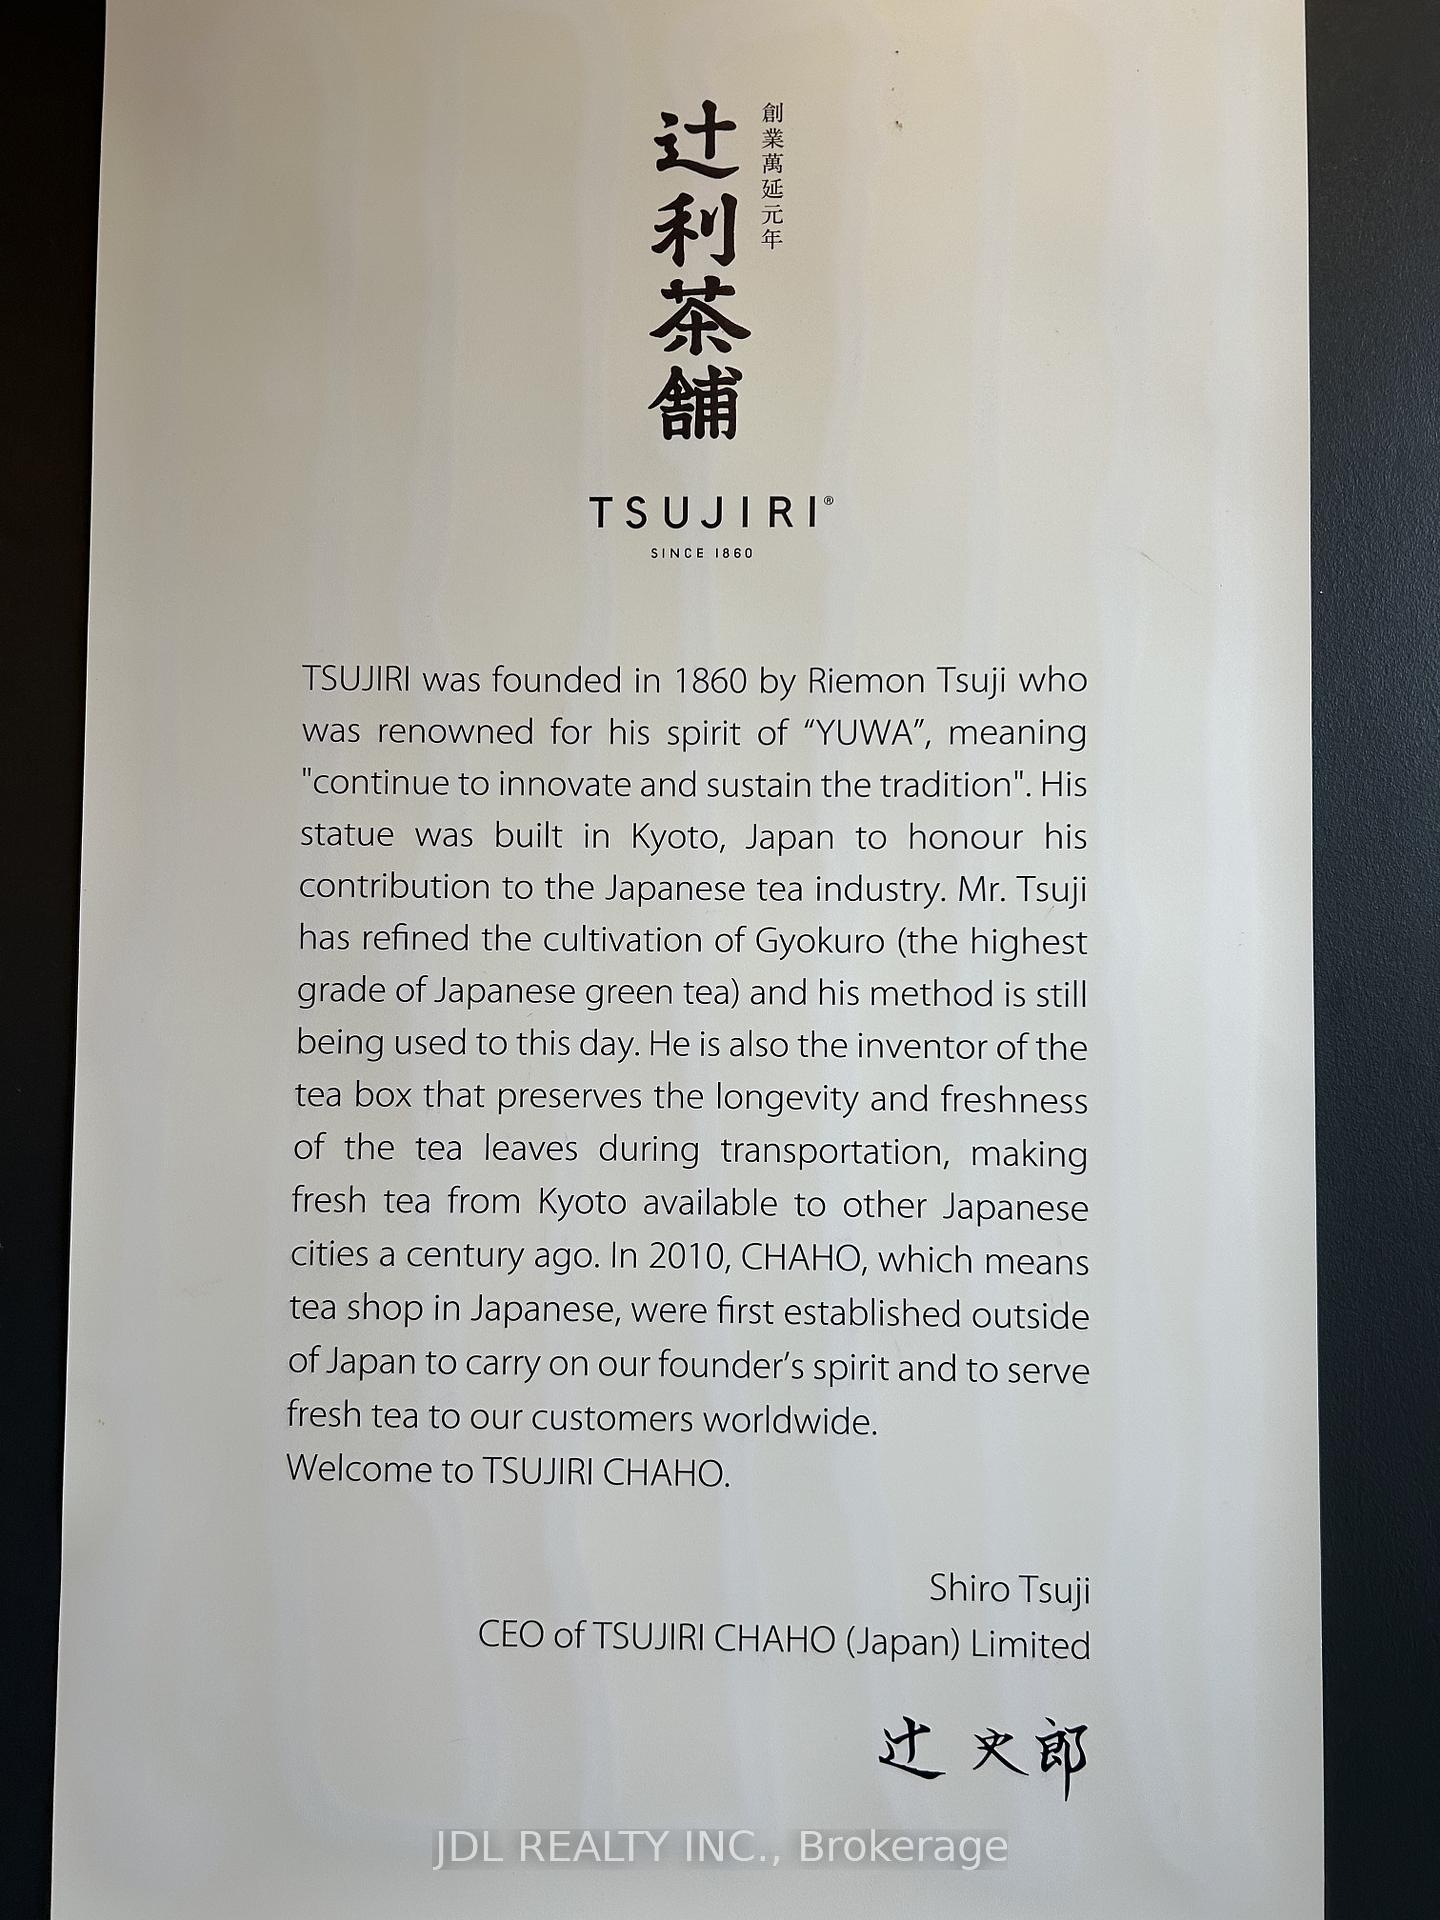 創業萬延元年
辻利茶舗
TSUJIRI®
SINCE 1860
TSUJIRI was founded in 1860 by Riemon Tsuji who
was renowned for his spirit of “YUWA”, meaning
"continue to innovate and sustain the tradition". His
statue was built in Kyoto, Japan to honour his
contribution to the Japanese tea industry. Mr. Tsuji
has refined the cultivation of Gyokuro (the highest
grade of Japanese green tea) and his method is still
being used to this day. He is also the inventor of the
tea box that preserves the longevity and freshness
of the tea leaves during transportation, making
fresh tea from Kyoto available to other Japanese
cities a century ago. In 2010, CHAHO, which means
tea shop in Japanese, were first established outside
of Japan to carry on our founder’s spirit and to serve
fresh tea to our customers worldwide.
Welcome to TSUJIRI CHAHO.
Shiro Tsuji
CEO of TSUJIRI CHAHO (Japan) Limited
辻 史郎
JDL REALTY INC., Brokerage